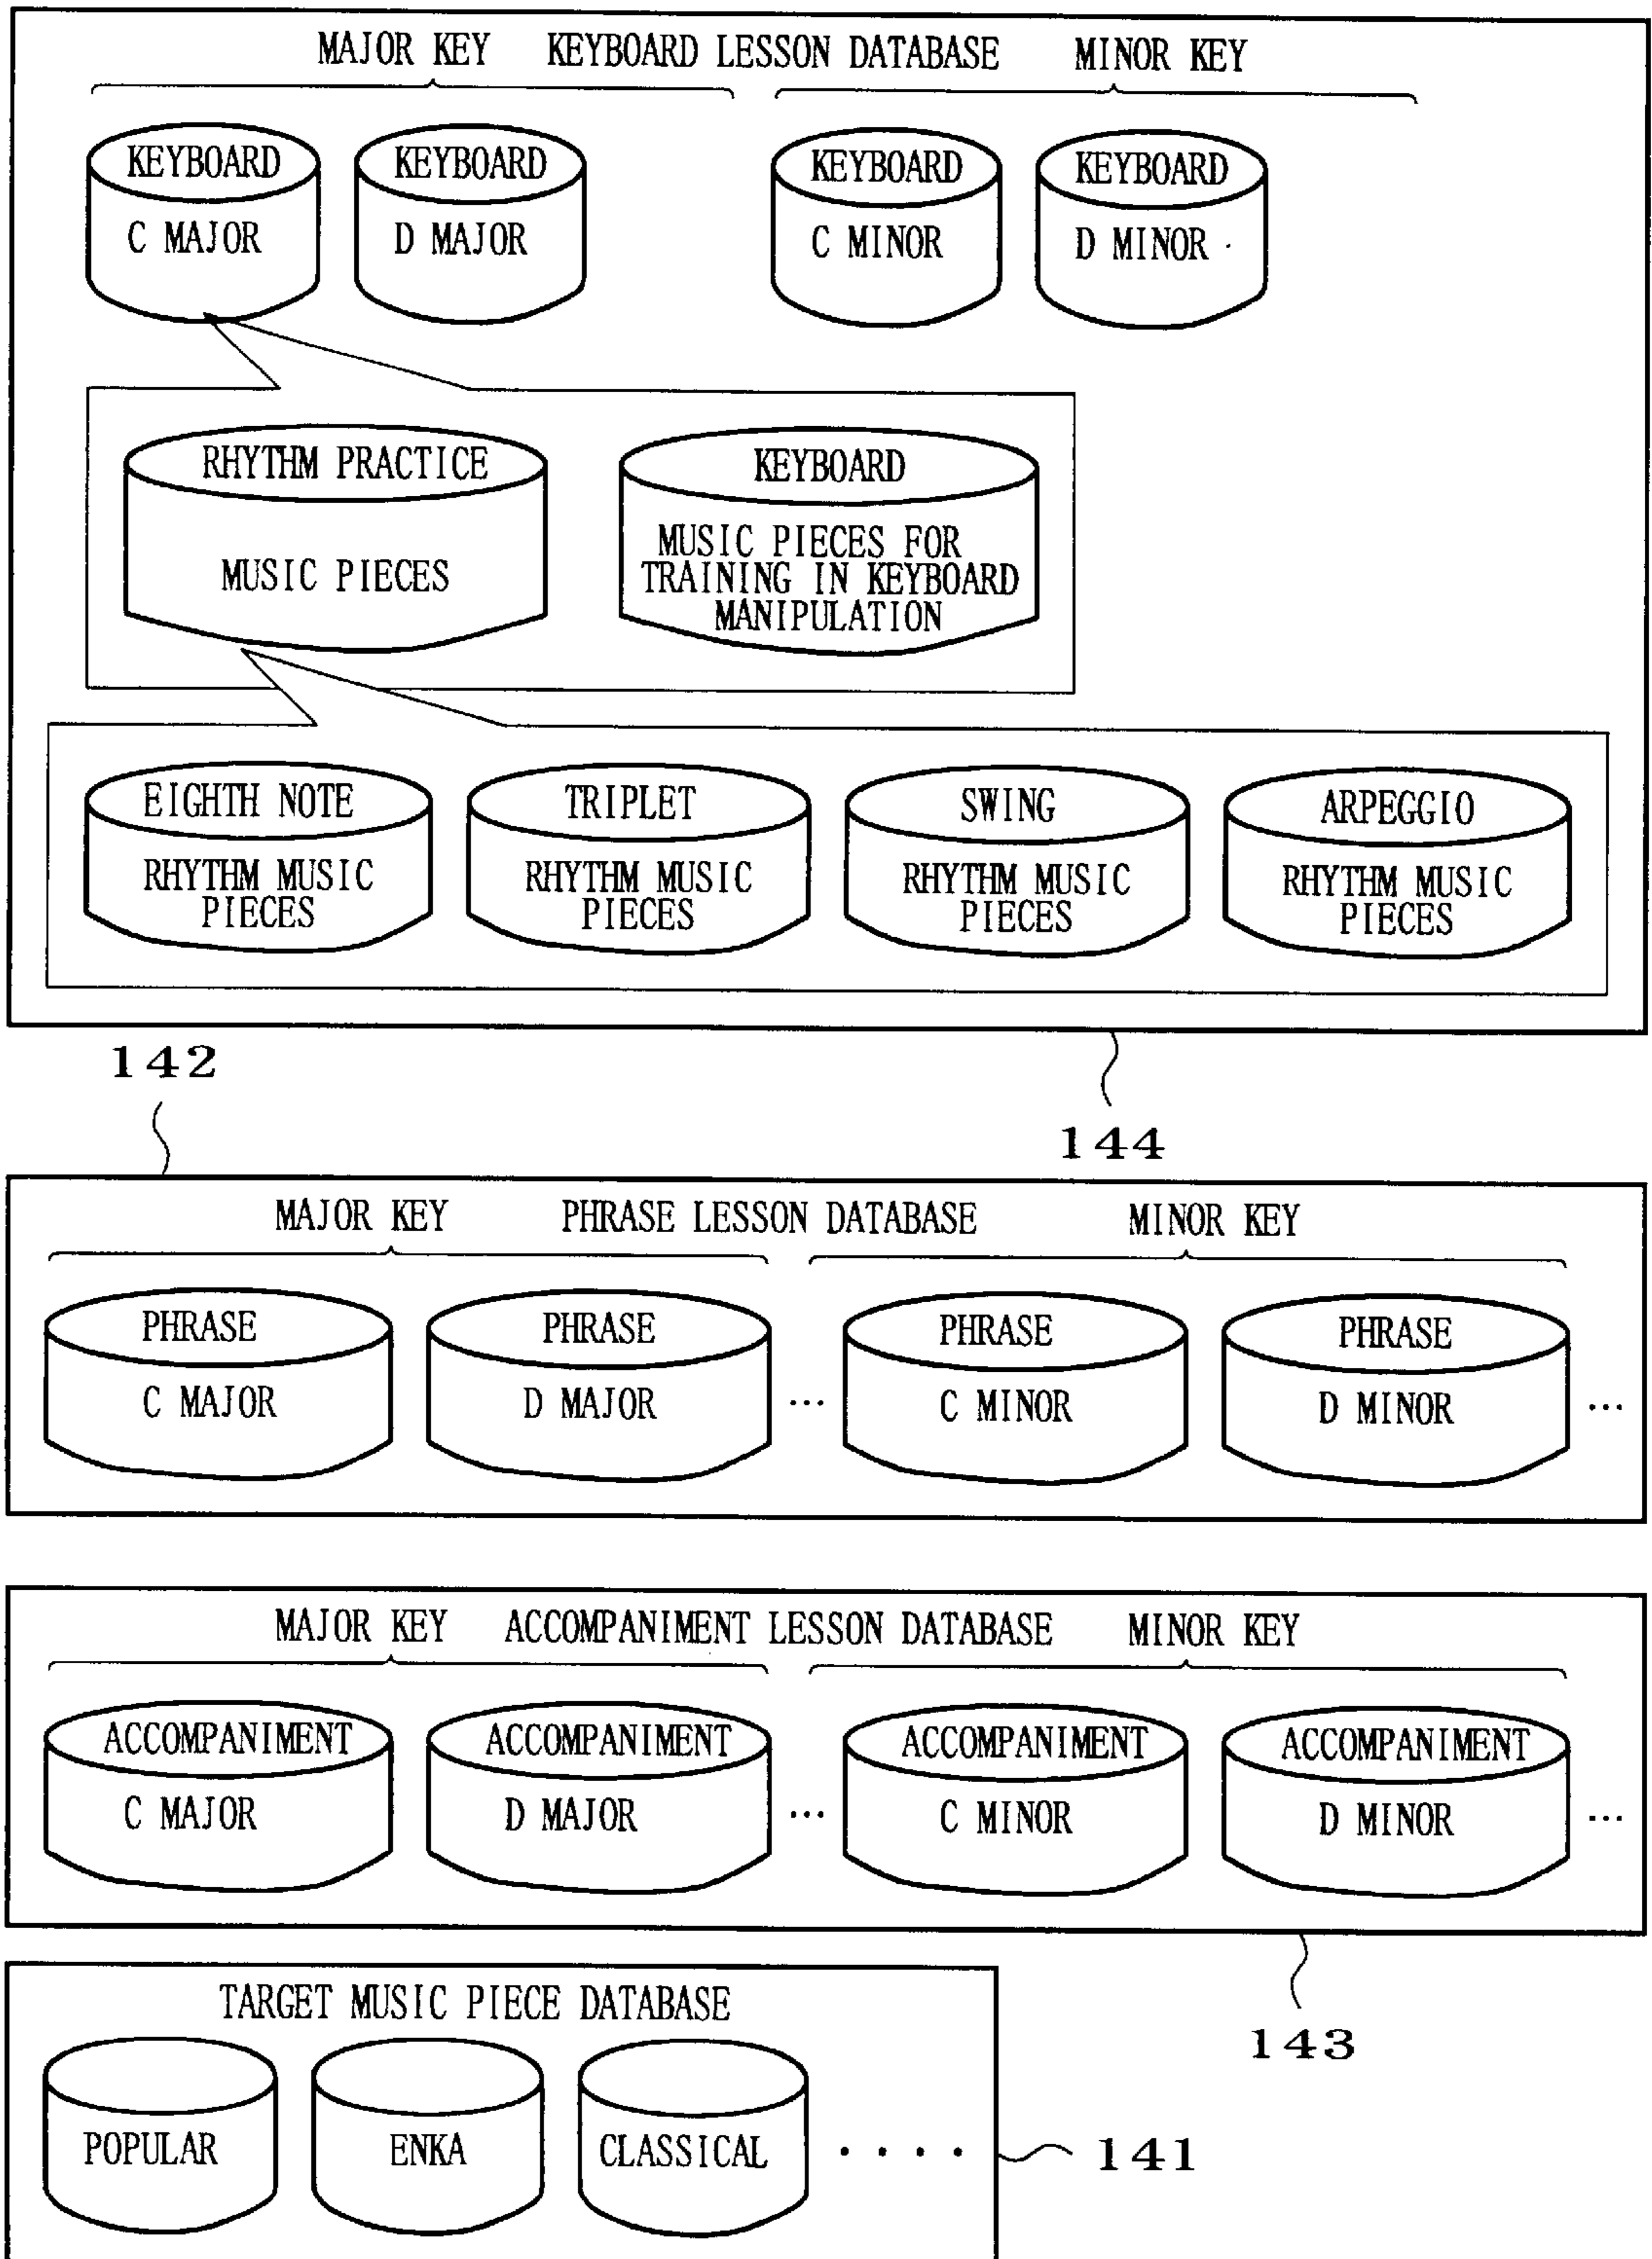 MAJOR KEY KEYBOARD LESSON DATABASE MINOR KEY
KEYBOARD KEYBOARD KEYBOARD KEYBOARD
C MAJOR D MAJOR C MINOR D MINOR
RHYTHM PRACTICE KEYBOARD
MUSIC PIECES
MUSIC PIECES FOR
TRAINING IN KEYBOARD
MANIPULATION
EIGHTH NOTE TRIPLET SWING ARPEGGIO
RHYTHM MUSIC RHYTHM MUSIC RHYTHM MUSIC RHYTHM MUSIC
PIECES PIECES PIECES PIECES
142
144
MAJOR KEY PHRASE LESSON DATABASE MINOR KEY
PHRASE PHRASE PHRASE PHRASE
C MAJOR D MAJOR ... C MINOR D MINOR ...
MAJOR KEY ACCOMPANIMENT LESSON DATABASE MINOR KEY
ACCOMPANIMENT ACCOMPANIMENT ACCOMPANIMENT ACCOMPANIMENT
C MAJOR D MAJOR ... C MINOR D MINOR ...
143
TARGET MUSIC PIECE DATABASE
POPULAR ENKA CLASSICAL ....
141